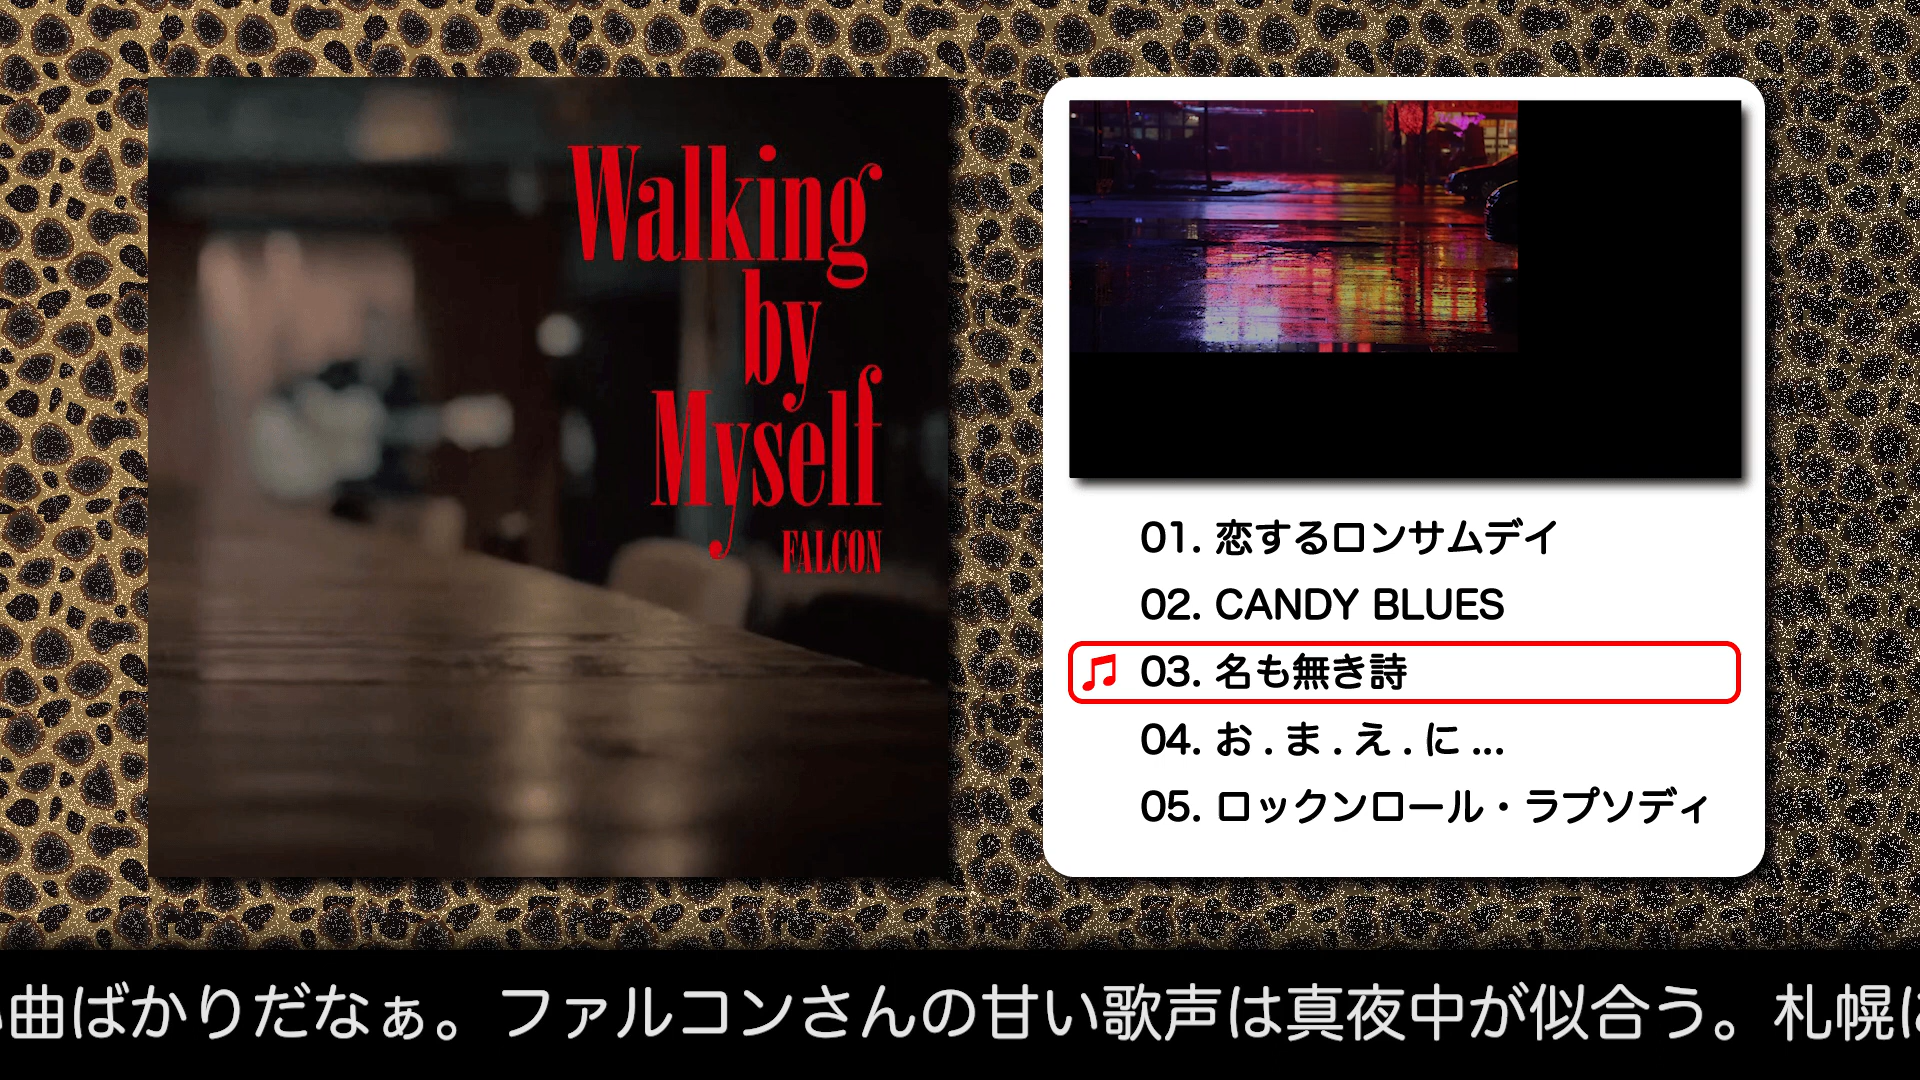 Walking
by
Myself
FALCON
01. 恋するロンサムデイ
02. CANDY BLUES
03. 名も無き詩
04. お . ま . え . に ...
05. ロックンロール・ラプソディ
い曲ばかりだなぁ。ファルコンさんの甘い歌声は真夜中が似合う。札幌に